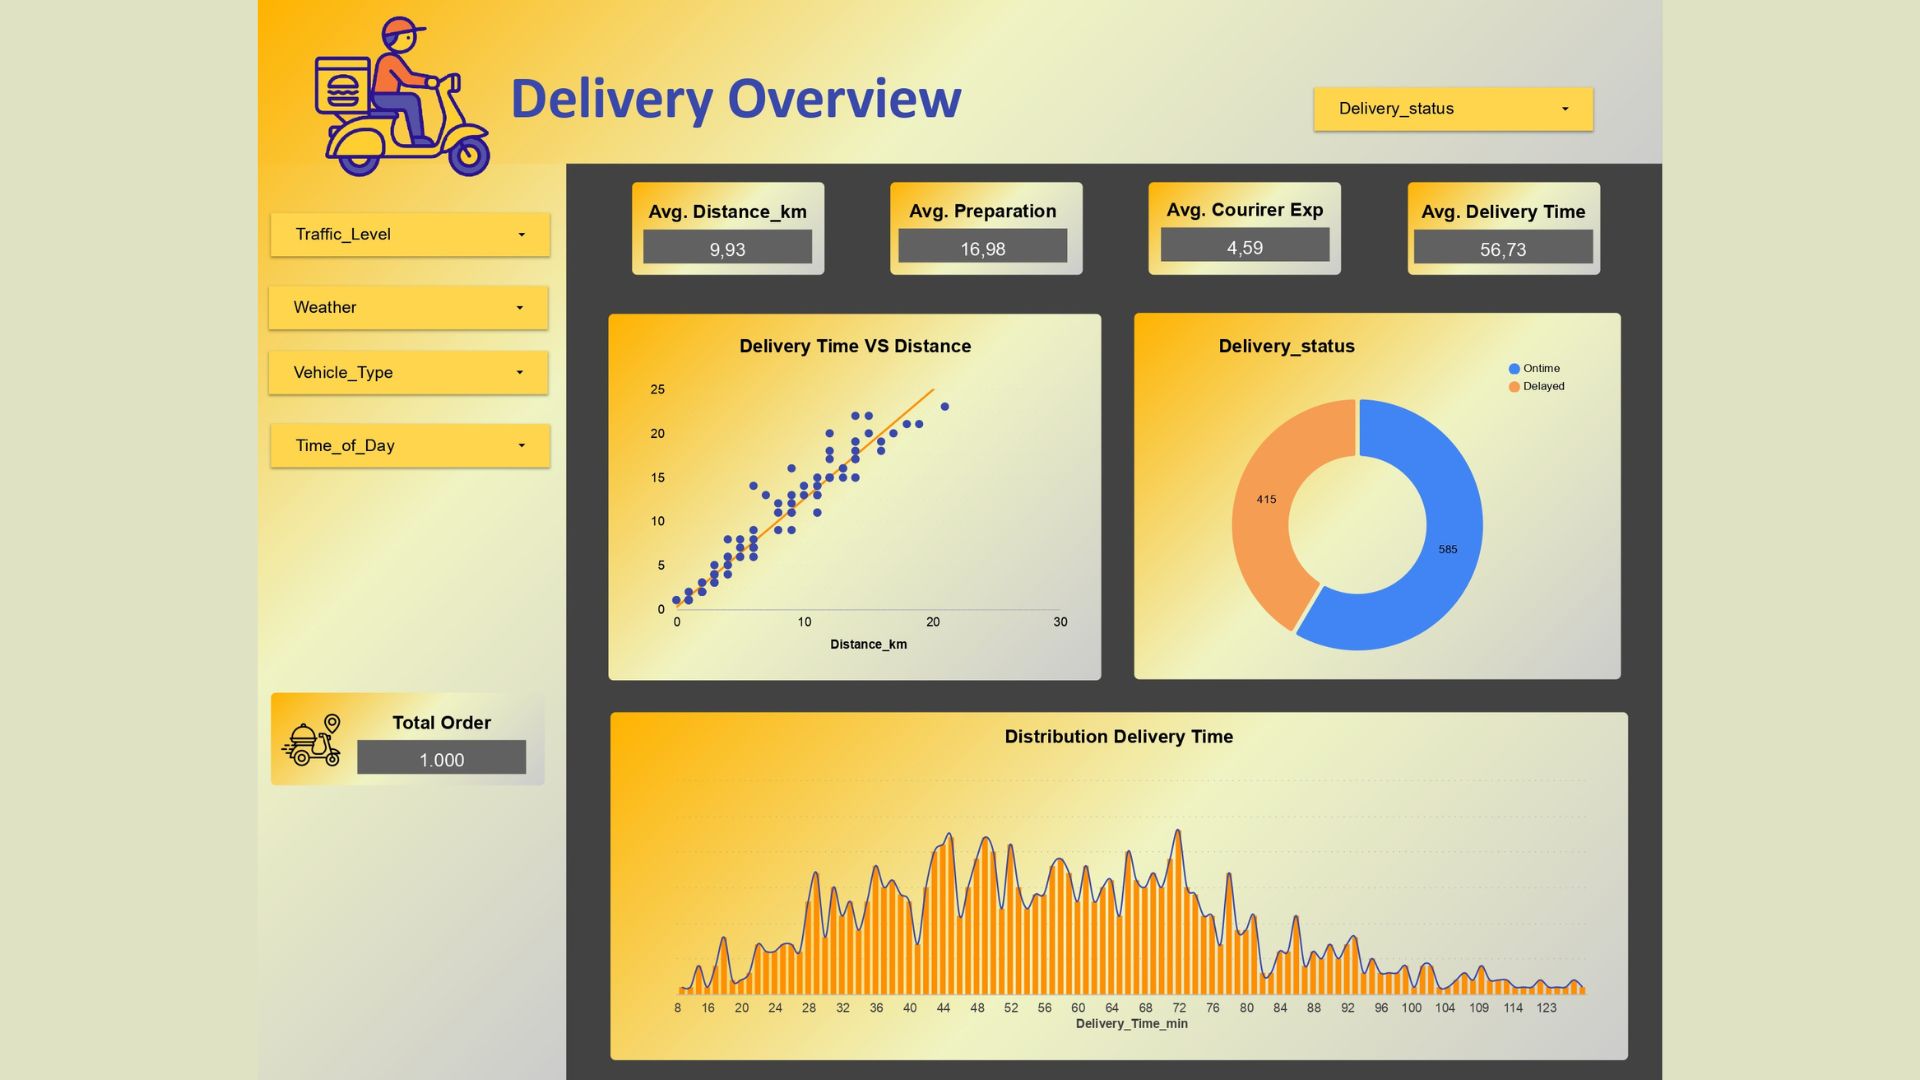 Delivery Overview
Delivery_status
Traffic_Level
Weather
Vehicle_Type
Time_of_Day
Total Order
1.000
Avg. Distance_km
9,93
Avg. Preparation
16,98
Avg. Courirer Exp
4,59
Avg. Delivery Time
56,73
Delivery Time VS Distance
25
20
15
10
5
0
0 10 20 30
Distance_km
Delivery_status
Ontime
Delayed
415
585
Distribution Delivery Time
8 16 20 24 28 32 36 40 44 48 52 56 60 64 68 72 76 80 84 88 92 96 100 104 109 114 123
Delivery_Time_min